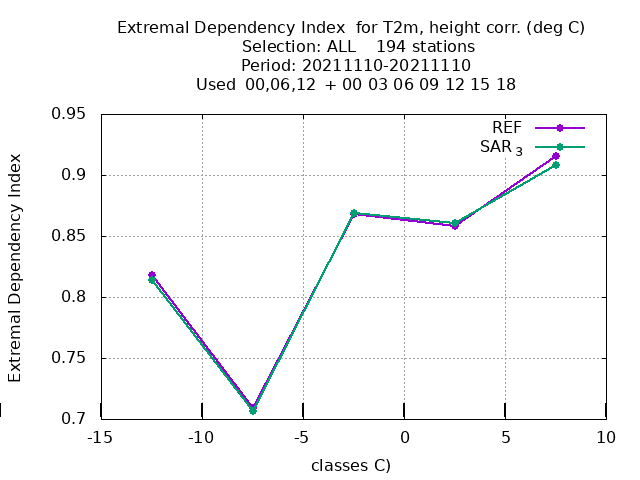 Extremal Dependency Index  for T2m, height corr. (deg C)
Selection: ALL    194 stations
Period: 20211110-20211110
Used  00,06,12  + 00 03 06 09 12 15 18
REF
SAR 3
0.95
0.9
0.85
0.8
0.75
0.7
Extremal Dependency Index
-15 -10 -5 0 5 10
classes C)